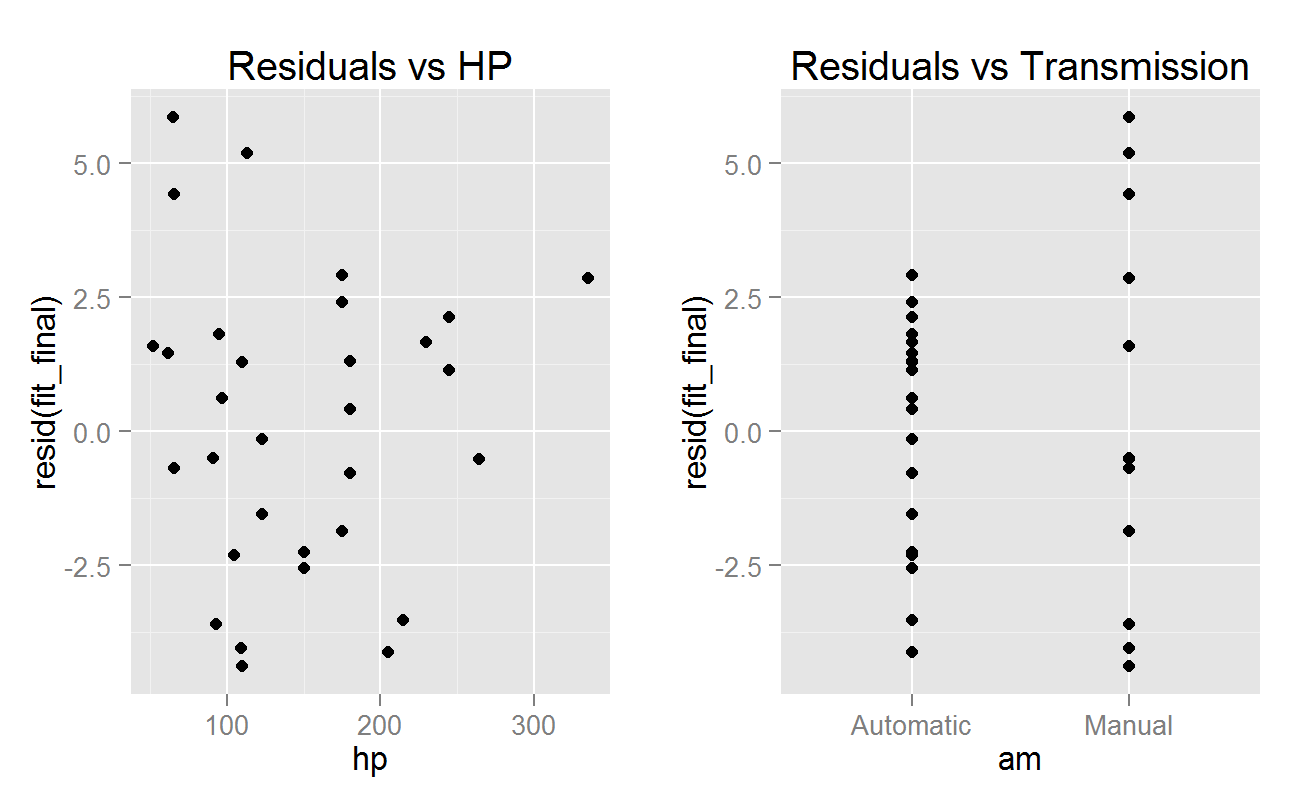 Residuals vs HP
resid(fit_final)
5.0
2.5
0.0
-2.5
100 200 300
hp
Residuals vs Transmission
resid(fit_final)
5.0
2.5
0.0
-2.5
Automatic Manual
am